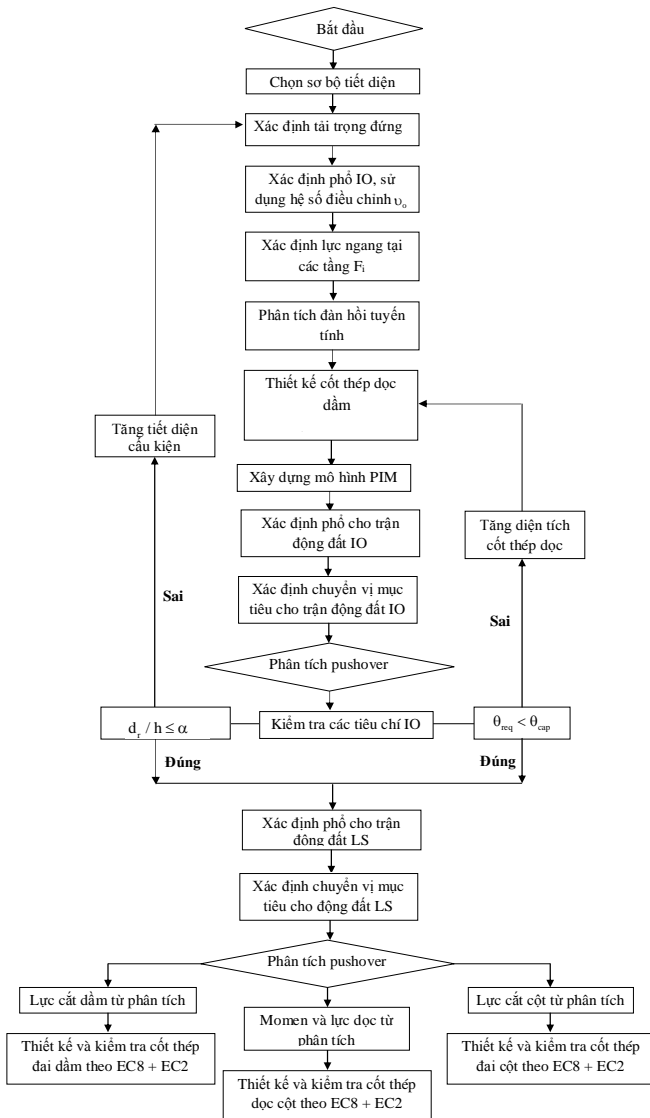 Bắt đầu
Chọn sơ bộ tiết diện
Xác định tải trọng đứng
Xác định phổ IO, sử
dụng hệ số điều chỉnh υₒ
Xác định lực ngang tại
các tầng Fᵢ
Phân tích đàn hồi tuyến
tính
Thiết kế cốt thép dọc
dầm
Tăng tiết diện
cấu kiện
Xây dựng mô hình PIM
Xác định phổ cho trận
động đất IO
Tăng diện tích
cốt thép dọc
Xác định chuyển vị mục
tiêu cho trận động đất IO
Sai
Sai
Phân tích pushover
d_r / h ≤ α
Kiểm tra các tiêu chí IO
θ_req < θ_cap
Đúng
Đúng
Xác định phổ cho trận
đông đất LS
Xác định chuyển vị mục
tiêu cho động đất LS
Phân tích pushover
Lực cắt dầm từ phân tích
Momen và lực dọc từ
phân tích
Lực cắt cột từ phân tích
Thiết kế và kiểm tra cốt thép
đai dầm theo EC8 + EC2
Thiết kế và kiểm tra cốt thép
dọc cột theo EC8 + EC2
Thiết kế và kiểm tra cốt thép
đai cột theo EC8 + EC2